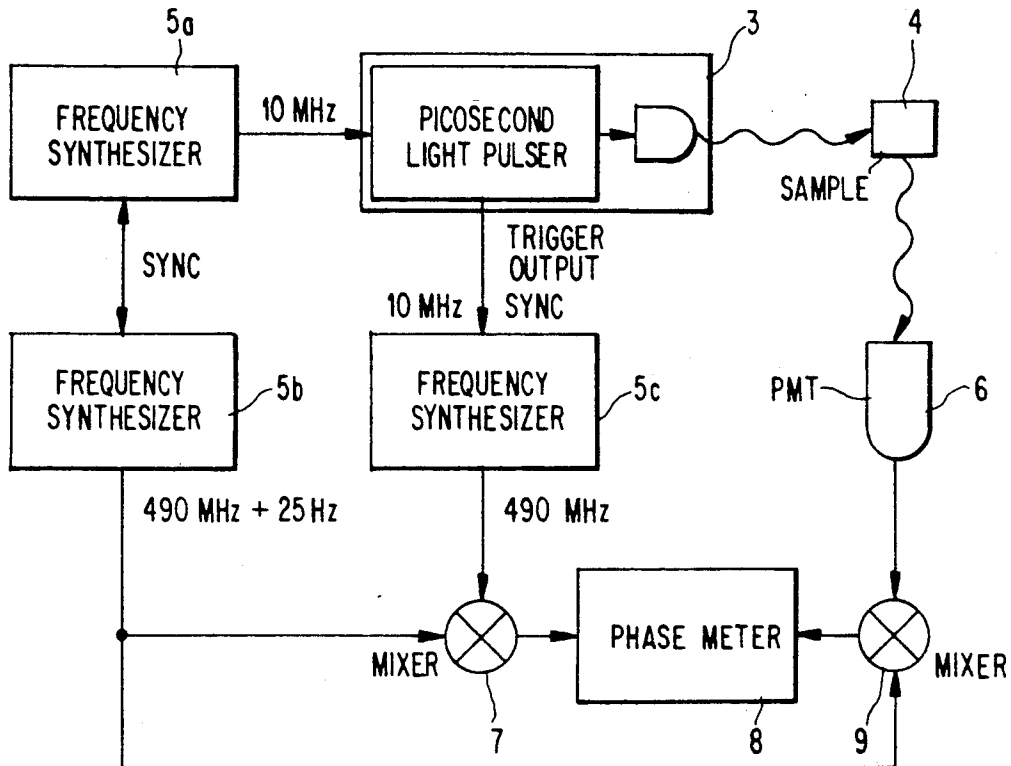 5a
3
4
FREQUENCY
SYNTHESIZER
10 MHz
PICOSECOND
LIGHT PULSER
SAMPLE
SYNC
TRIGGER
OUTPUT
10 MHz SYNC
FREQUENCY
SYNTHESIZER
5b
FREQUENCY
SYNTHESIZER
5c
PMT
6
490 MHz + 25 Hz
490 MHz
MIXER
7
PHASE METER
8
9
MIXER